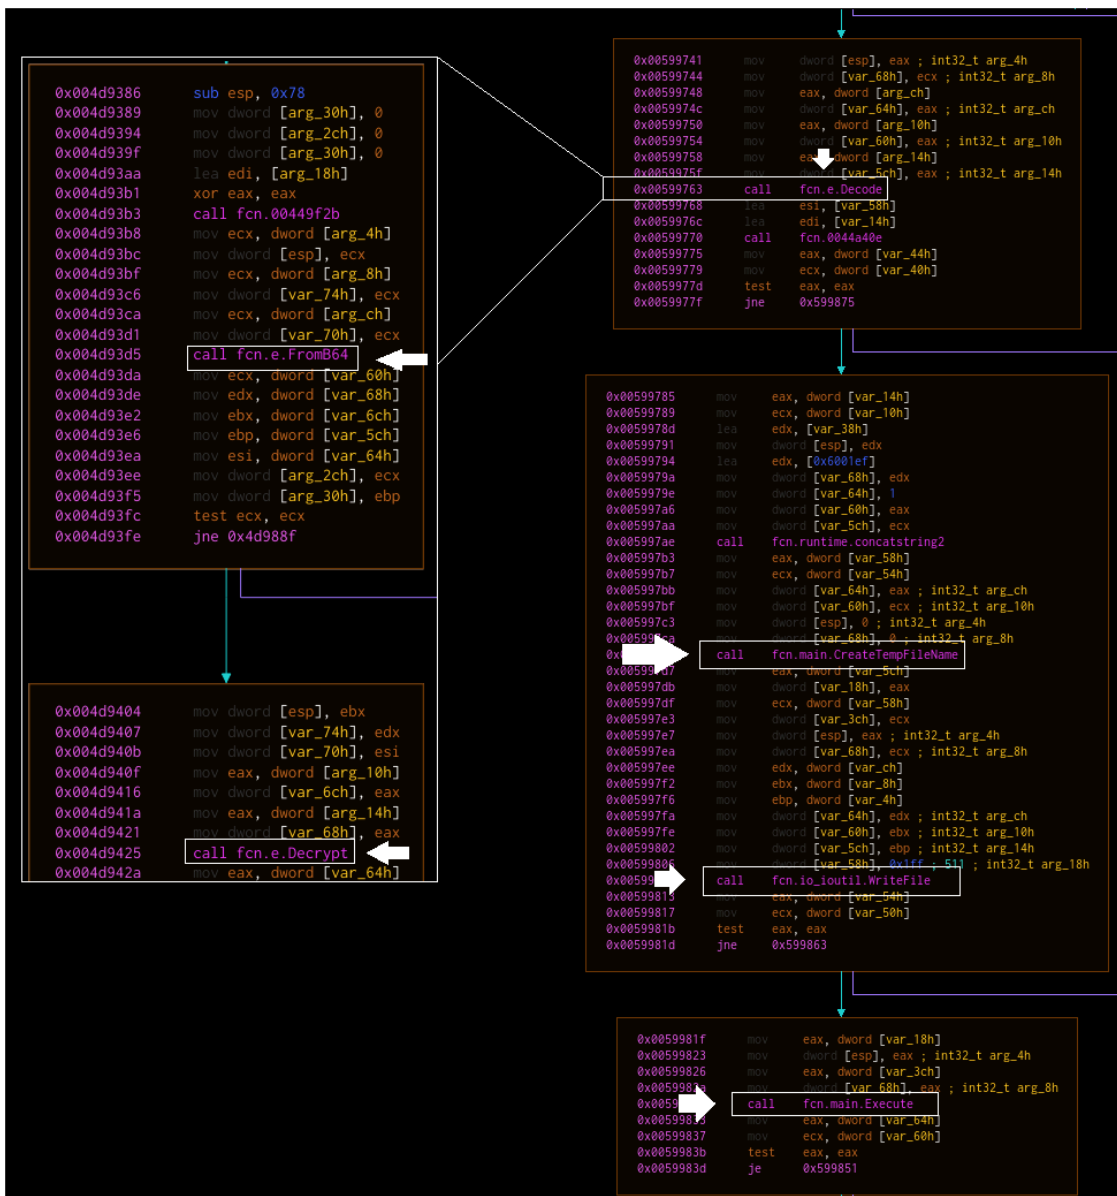 0x004d9386 sub esp, 0x78
0x004d9389 mov dword [arg_30h], 0
0x004d9394 mov dword [arg_2ch], 0
0x004d939f mov dword [arg_30h], 0
0x004d93aa lea edi, [arg_18h]
0x004d93b1 xor eax, eax
0x004d93b3 call fcn.00449f2b
0x004d93b8 mov ecx, dword [arg_4h]
0x004d93bc mov dword [esp], ecx
0x004d93bf mov ecx, dword [arg_8h]
0x004d93c6 mov dword [var_74h], ecx
0x004d93ca mov ecx, dword [arg_ch]
0x004d93d1 mov dword [var_70h], ecx
0x004d93d5 call fcn.e.FromB64
0x004d93da mov ecx, dword [var_60h]
0x004d93de mov edx, dword [var_68h]
0x004d93e2 mov ebx, dword [var_6ch]
0x004d93e6 mov ebp, dword [var_5ch]
0x004d93ea mov esi, dword [var_64h]
0x004d93ee mov dword [arg_2ch], ecx
0x004d93f5 mov dword [arg_30h], ebp
0x004d93fc test ecx, ecx
0x004d93fe jne 0x4d988f
0x004d9404 mov dword [esp], ebx
0x004d9407 mov dword [var_74h], edx
0x004d940b mov dword [var_70h], esi
0x004d940f mov eax, dword [arg_10h]
0x004d9416 mov dword [var_6ch], eax
0x004d941a mov eax, dword [arg_14h]
0x004d9421 mov dword [var_68h], eax
0x004d9425 call fcn.e.Decrypt
0x004d942a mov eax, dword [var_64h]
0x00599741 mov dword [esp], eax ; int32_t arg_4h
0x00599744 mov dword [var_68h], ecx ; int32_t arg_8h
0x00599748 mov eax, dword [arg_ch]
0x0059974c mov dword [var_64h], eax ; int32_t arg_ch
0x00599750 mov eax, dword [arg_10h]
0x00599754 mov dword [var_60h], eax ; int32_t arg_10h
0x00599758 mov eax, dword [arg_14h]
0x0059975f mov dword [var_5ch], eax ; int32_t arg_14h
0x00599763 call fcn.e.Decode
0x00599768 lea esi, [var_58h]
0x0059976c lea edi, [var_14h]
0x00599770 call fcn.0044a40e
0x00599775 mov eax, dword [var_44h]
0x00599779 mov ecx, dword [var_40h]
0x0059977d test eax, eax
0x0059977f jne 0x599875
0x00599785 mov eax, dword [var_14h]
0x00599789 mov ecx, dword [var_10h]
0x0059978d lea edx, [var_38h]
0x00599791 mov dword [esp], edx
0x00599794 lea edx, [0x6001ef]
0x0059979a mov dword [var_68h], edx
0x0059979e mov dword [var_64h], 1
0x005997a6 mov dword [var_60h], eax
0x005997aa mov dword [var_5ch], ecx
0x005997ae call fcn.runtime.concatstring2
0x005997b3 mov eax, dword [var_58h]
0x005997b7 mov ecx, dword [var_54h]
0x005997bb mov dword [var_64h], eax ; int32_t arg_ch
0x005997bf mov dword [var_60h], ecx ; int32_t arg_10h
0x005997c3 mov dword [esp], 0 ; int32_t arg_4h
mov dword [var_68h], 0 ; int32_t arg_8h
call fcn.main.CreateTempFileName
mov eax, dword [var_5ch]
0x005997db mov dword [var_18h], eax
0x005997df mov ecx, dword [var_58h]
0x005997e3 mov dword [var_3ch], ecx
0x005997e7 mov dword [esp], eax ; int32_t arg_4h
0x005997ea mov dword [var_68h], ecx ; int32_t arg_8h
0x005997ee mov edx, dword [var_ch]
0x005997f2 mov ebx, dword [var_8h]
0x005997f6 mov ebp, dword [var_4h]
0x005997fa mov dword [var_64h], edx ; int32_t arg_ch
0x005997fe mov dword [var_60h], ebx ; int32_t arg_10h
0x00599802 mov dword [var_5ch], ebp ; int32_t arg_14h
mov dword [var_58h], 0x1ff ; 511 ; int32_t arg_18h
call fcn.io_ioutil.WriteFile
mov eax, dword [var_54h]
0x00599817 mov ecx, dword [var_50h]
0x0059981b test eax, eax
0x0059981d jne 0x599863
0x0059981f mov eax, dword [var_18h]
0x00599823 mov dword [esp], eax ; int32_t arg_4h
0x00599826 mov eax, dword [var_3ch]
mov dword [var_68h], eax ; int32_t arg_8h
call fcn.main.Execute
mov eax, dword [var_64h]
0x00599837 mov ecx, dword [var_60h]
0x0059983b test eax, eax
0x0059983d je 0x599851